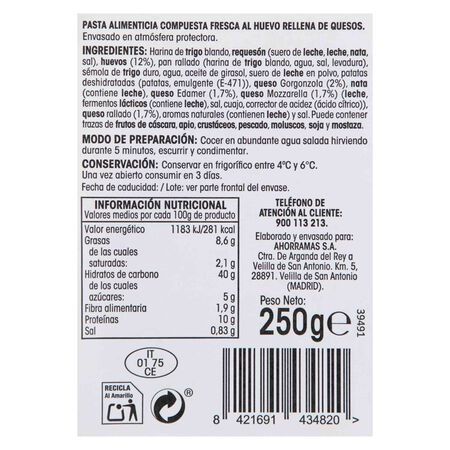 PASTA ALIMENTICIA COMPUESTA FRESCA AL HUEVO RELLENA DE QUESOS.
Envasado en atmósfera protectora.
INGREDIENTES: Harina de trigo blando, requesón (suero de leche, leche, nata,
sal), huevos (12%), pan rallado (harina de trigo blando, agua, sal, levadura),
sémola de trigo duro, agua, aceite de girasol, suero de leche en polvo, patatas
deshidratadas (patatas, emulgente (E-471)), queso Gorgonzola (2%), nata
(contiene leche), queso Edamer (1,7%), queso Mozzarella (1,7%) (leche,
fermentos lácticos (contiene leche), sal, cuajo, corrector de acidez (ácido cítrico)),
queso rallado (1,7%), aromas naturales (contienen leche) y sal. Puede contener
trazas de frutos de cáscara, apio, crustáceos, pescado, moluscos, soja y mostaza.
MODO DE PREPARACIÓN: Cocer en abundante agua salada hirviendo
durante 5 minutos, escurrir y condimentar.
CONSERVACIÓN: Conservar en frigorífico entre 4ºC y 6ºC.
Una vez abierto consumir en 3 días.
Fecha de caducidad: / Lote: ver parte frontal del envase.
INFORMACIÓN NUTRICIONAL
Valores medios por cada 100g de producto
Valor energético 1183 kJ/281 kcal
Grasas 8,6 g
de las cuales
saturadas: 2,1 g
Hidratos de carbono 40 g
de los cuales
azúcares: 5 g
Fibra alimentaria 1,9 g
Proteínas 10 g
Sal 0,83 g
TELÉFONO DE
ATENCIÓN AL CLIENTE:
900 113 213.
Elaborado y envasado para:
AHORRAMAS S.A.
Ctra. De Arganda del Rey a
Velilla de San Antonio. Km. 5,
28891. Velilla de San Antonio
(MADRID).
Peso Neto:
250g e
39491
IT
01 75
CE
RECICLA
Al Amarillo
®
8 421691 434820 >